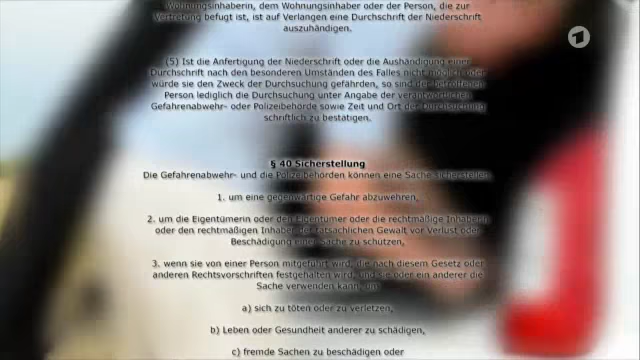 Wohnungsinhaberin, dem Wohnungsinhaber oder der Person, die zur
Vertretung befugt ist, ist auf Verlangen eine Durchschrift der Niederschrift
auszuhändigen.
(5) Ist die Anfertigung der Niederschrift oder die Aushändigung einer
Durchschrift nach den besonderen Umständen des Falles nicht möglich oder
würde sie den Zweck der Durchsuchung gefährden, so sind der betroffenen
Person lediglich die Durchsuchung unter Angabe der verantwortlichen
Gefahrenabwehr- oder Polizeibehörde sowie Zeit und Ort der Durchsuchung
schriftlich zu bestätigen.
§ 40 Sicherstellung
Die Gefahrenabwehr- und die Polizeibehörden können eine Sache sicherstellen,
1. um eine gegenwärtige Gefahr abzuwehren,
2. um die Eigentümerin oder den Eigentümer oder die rechtmäßige Inhaberin
oder den rechtmäßigen Inhaber der tatsächlichen Gewalt vor Verlust oder
Beschädigung einer Sache zu schützen,
3. wenn sie von einer Person mitgeführt wird, die nach diesem Gesetz oder
anderen Rechtsvorschriften festgehalten wird, und sie oder ein anderer die
Sache verwenden kann, um
a) sich zu töten oder zu verletzen,
b) Leben oder Gesundheit anderer zu schädigen,
c) fremde Sachen zu beschädigen oder